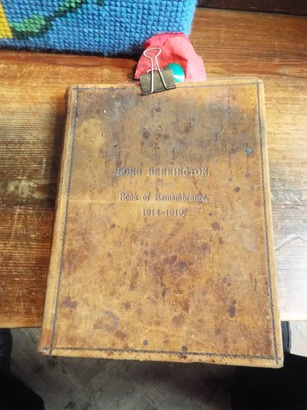 LONG BENNINGTON.
Book of Remembrance.
1914-1919.